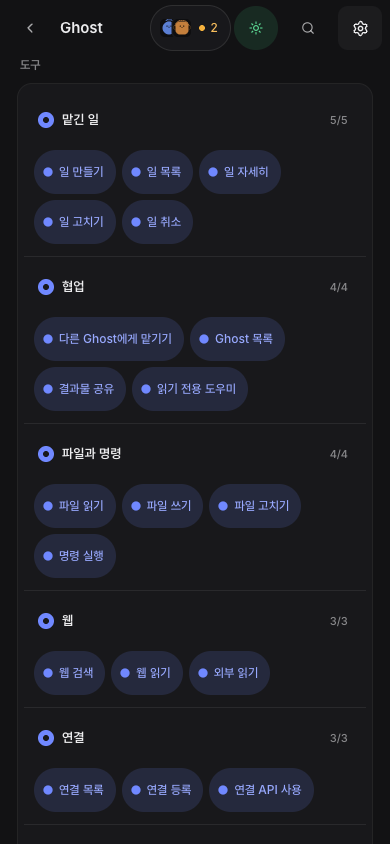 Ghost
2
도구
맡긴 일 5/5
일 만들기 일 목록 일 자세히
일 고치기 일 취소
협업 4/4
다른 Ghost에게 맡기기 Ghost 목록
결과물 공유 읽기 전용 도우미
파일과 명령 4/4
파일 읽기 파일 쓰기 파일 고치기
명령 실행
웹 3/3
웹 검색 웹 읽기 외부 읽기
연결 3/3
연결 목록 연결 등록 연결 API 사용